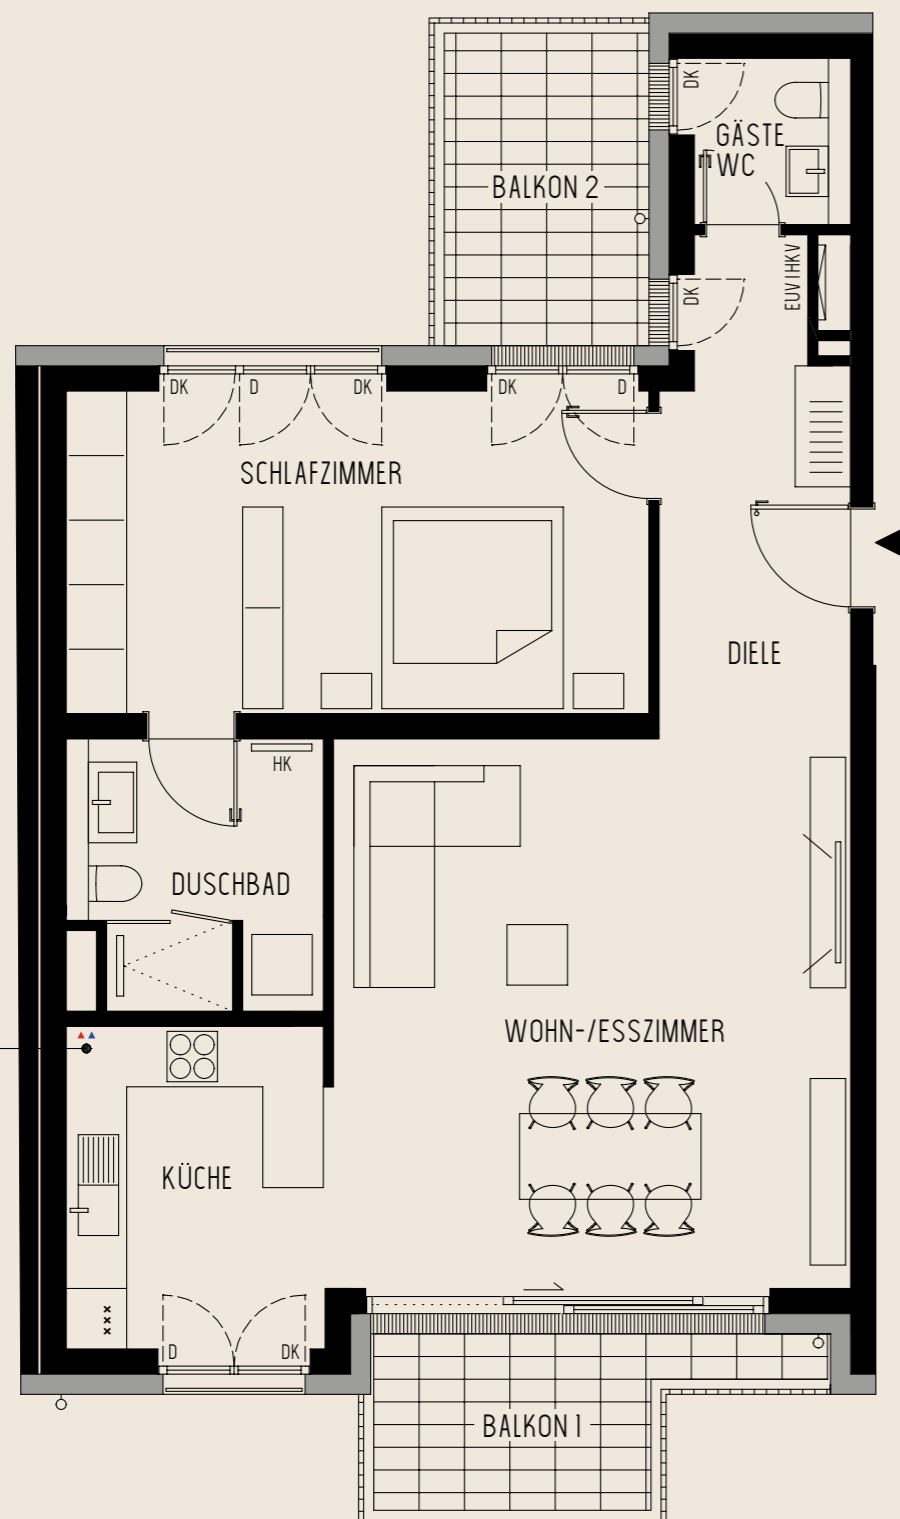 DK
GÄSTE
WC
BALKON 2
EUV I HKV
DK
DK
D
DK
DK
D
SCHLAFZIMMER
DIELE
HK
DUSCHBAD
WOHN-/ESSZIMMER
KÜCHE
xxx
D
DK
BALKON 1